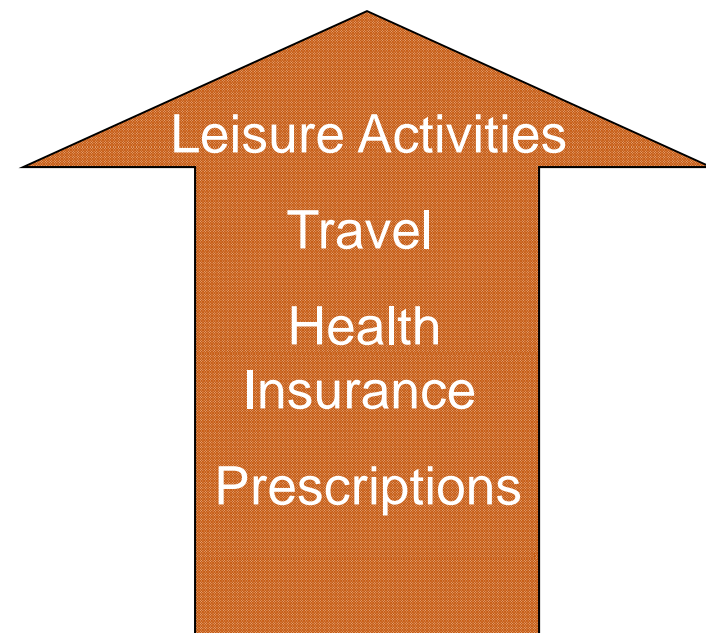 Leisure Activities
Travel
Health
Insurance
Prescriptions